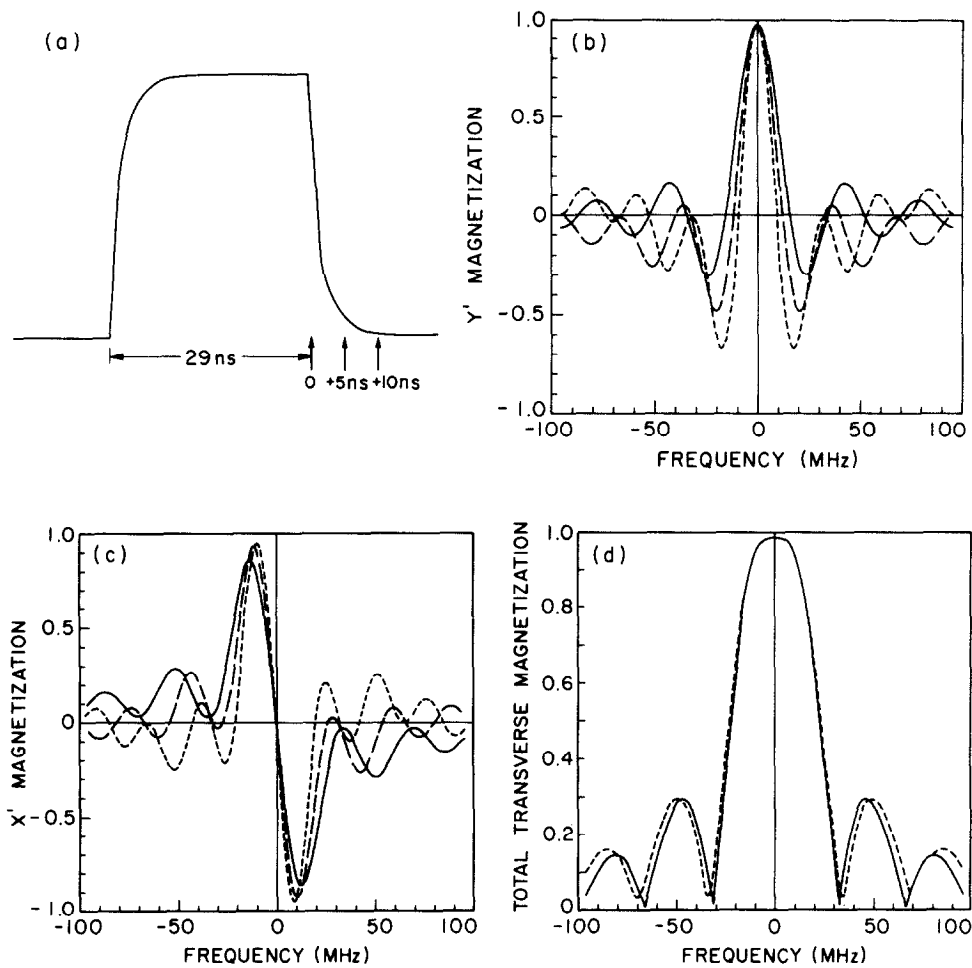 (a)
29ns
0 +5ns +10ns
(b)
Y' MAGNETIZATION
1.0
0.5
0
-0.5
-1.0
-100 -50 0 50 100
FREQUENCY (MHz)
(c)
X' MAGNETIZATION
1.0
0.5
0
-0.5
-1.0
-100 -50 0 50 100
FREQUENCY (MHz)
(d)
TOTAL TRANSVERSE MAGNETIZATION
1.0
0.8
0.6
0.4
0.2
0
-100 -50 0 50 100
FREQUENCY (MHz)